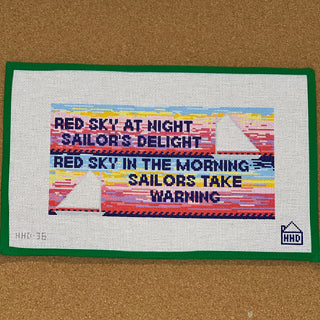 RED SKY AT NIGHT
SAILOR'S DELIGHT
RED SKY IN THE MORNING
SAILORS TAKE
WARNING
HHD-36
HHD